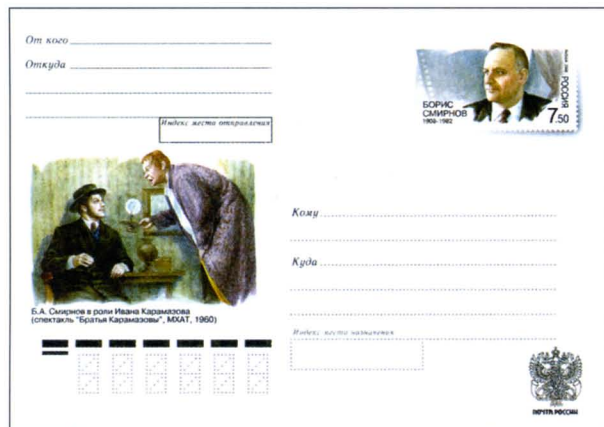 От кого
Откуда
Индекс места отправления
РОССИЯ
БОРИС
СМИРНОВ
1908-1982
7.50
Кому
Куда
Б.А. Смирнов в роли Ивана Карамазова
(спектакль "Братья Карамазовы", МХАТ, 1960)
Индекс места назначения
ПОЧТА РОССИИ